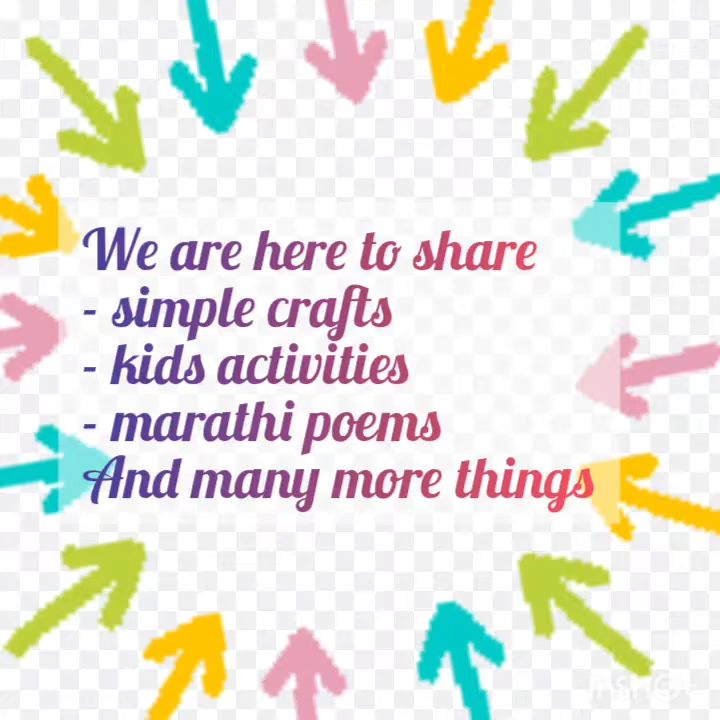 We are here to share
- simple crafts
- kids activities
- marathi poems
And many more things